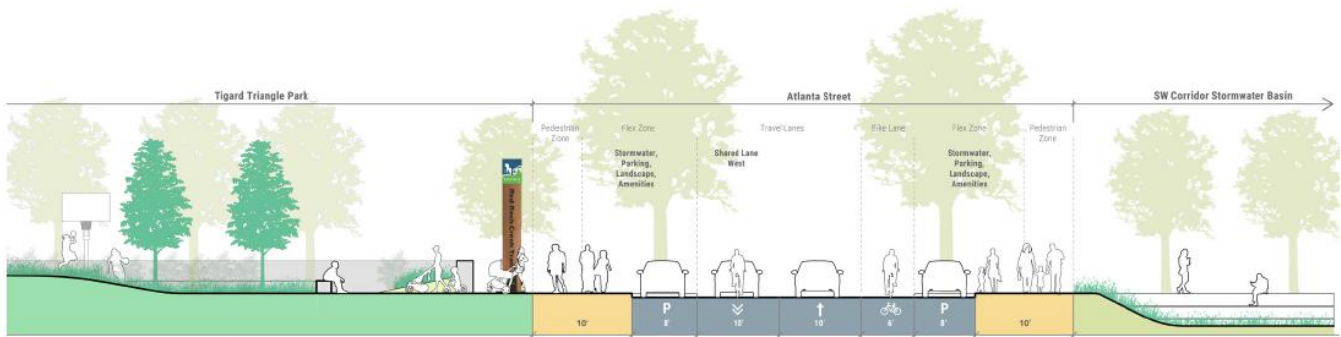 Tigard Triangle Park
Atlanta Street
SW Corridor Stormwater Basin
Pedestrian
Zone
Flex Zone
Travel Lanes
Bike Lane
Flex Zone
Pedestrian
Zone
Stormwater,
Parking,
Landscape,
Amenities
Shared Lane
West
Stormwater,
Parking,
Landscape,
Amenities
Red Rock Creek Trail
P
P
10'
8'
10'
10'
6'
8'
10'